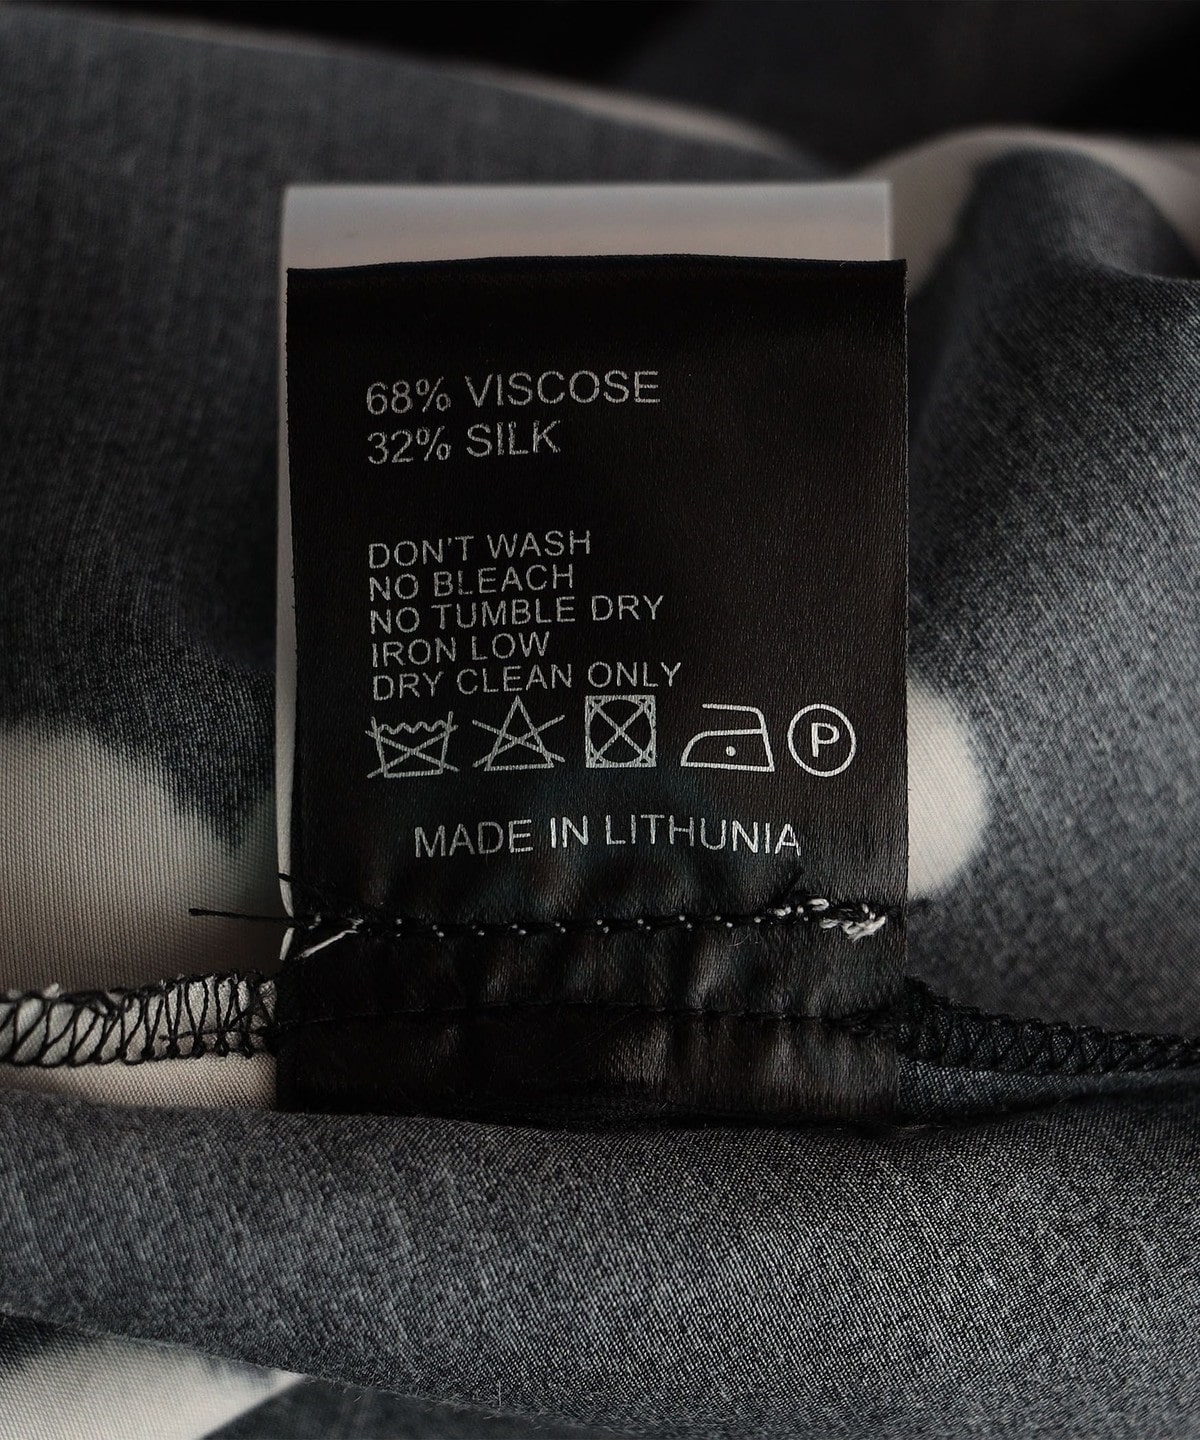 68% VISCOSE
32% SILK
DON'T WASH
NO BLEACH
NO TUMBLE DRY
IRON LOW
DRY CLEAN ONLY
P
MADE IN LITHUNIA